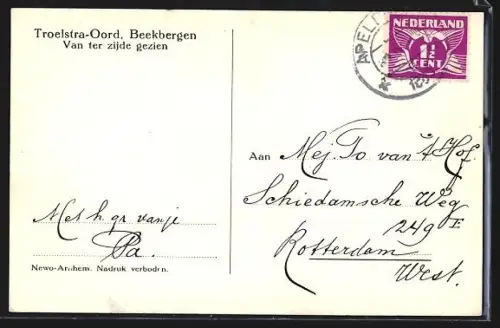 Troelstra-Oord, Beekbergen
Van ter zijde gezien
NEDERLAND
1½
CENT
APELD
Aan Mej. To van 't Hof.
Schiedamsche Weg
249 I
Rotterdam
West.
Met h. gr. van je
Pa.
Newo-Arnhem. Nadruk verboden.